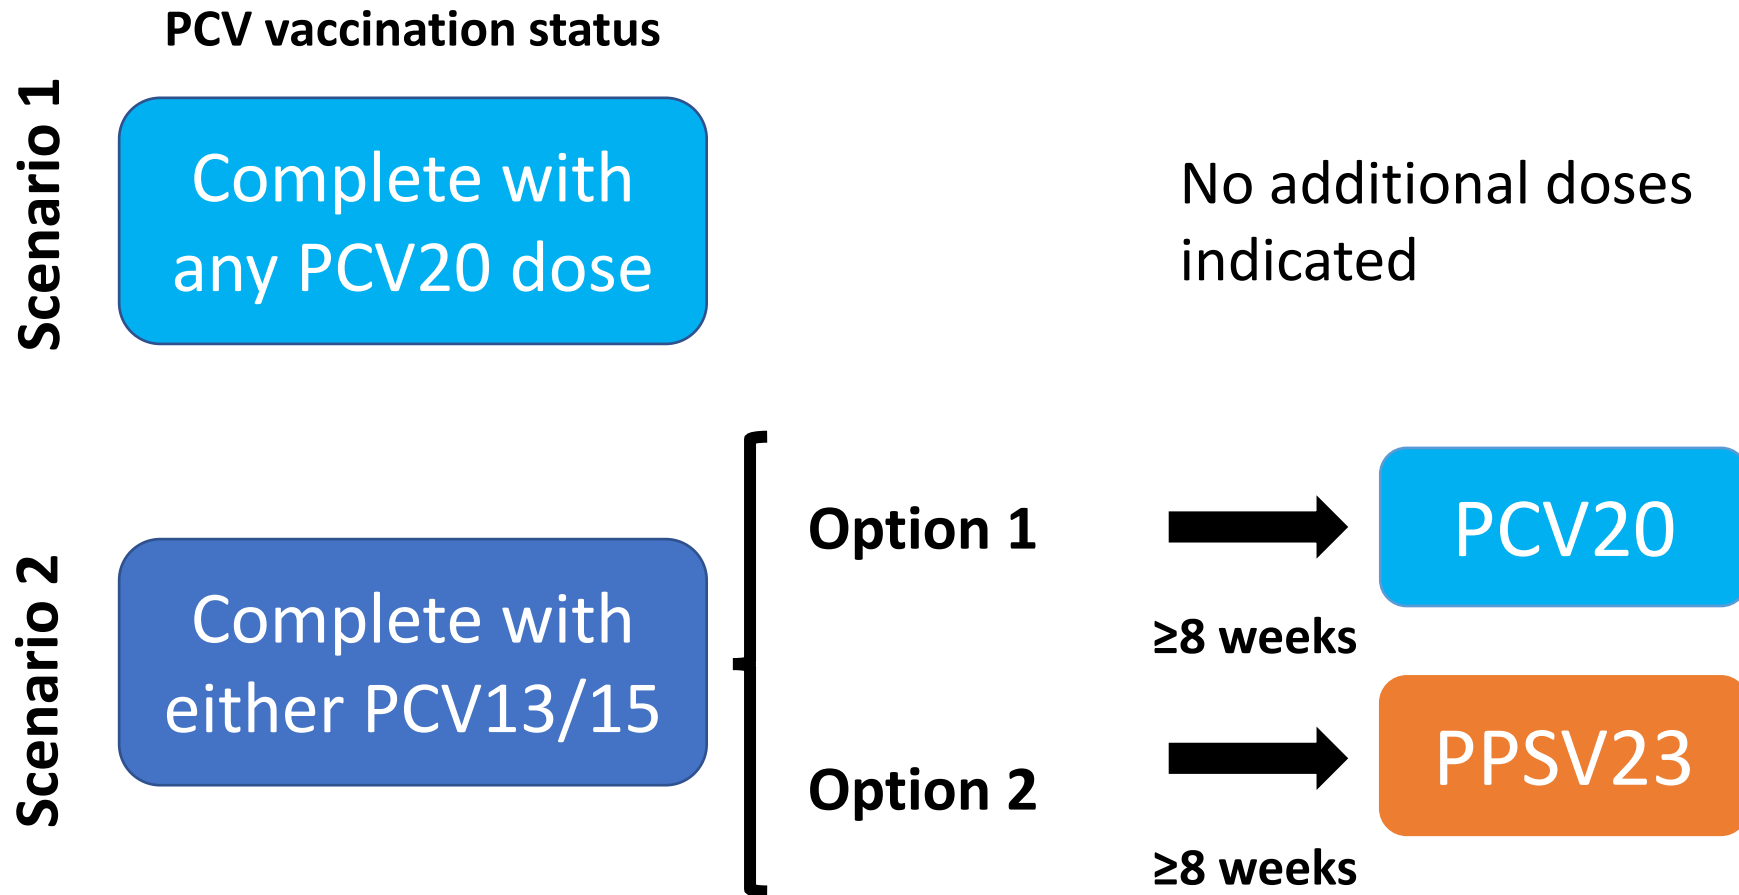 PCV vaccination status
Scenario 1
Complete with
any PCV20 dose
No additional doses
indicated
Scenario 2
Complete with
either PCV13/15
Option 1
≥8 weeks
PCV20
Option 2
≥8 weeks
PPSV23